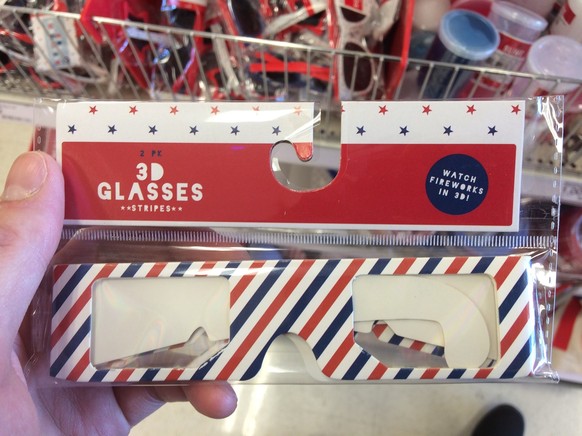 2 PK
3D
GLASSES
**STRIPES**
WATCH
FIREWORKS
IN 3D!